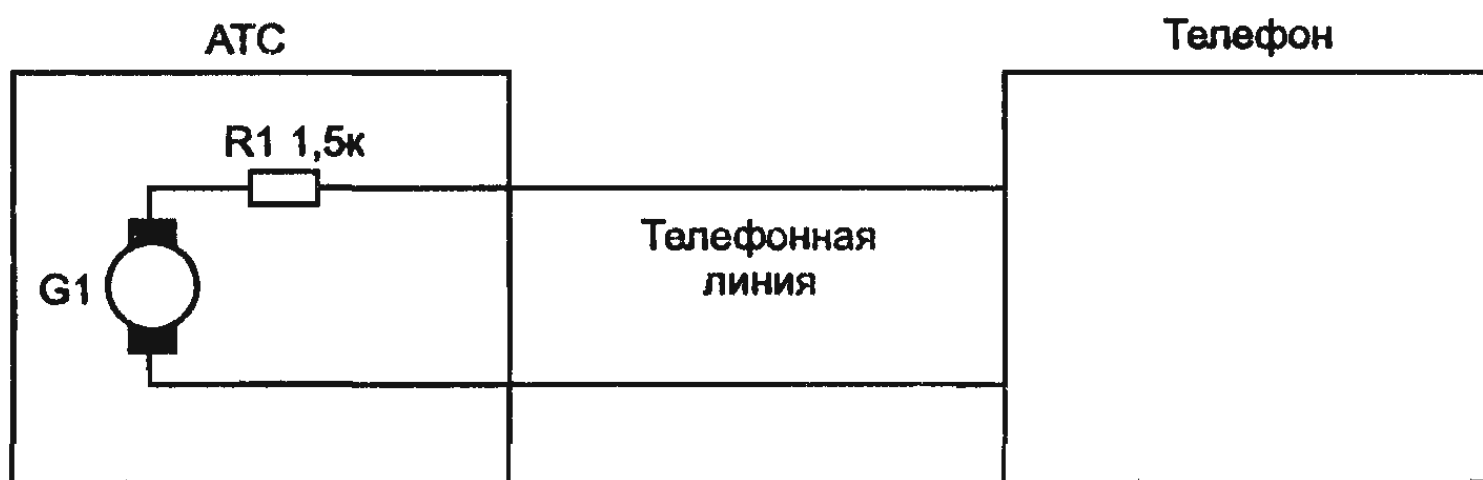 АТС
Телефон
R1 1,5к
Телефонная
линия
G1